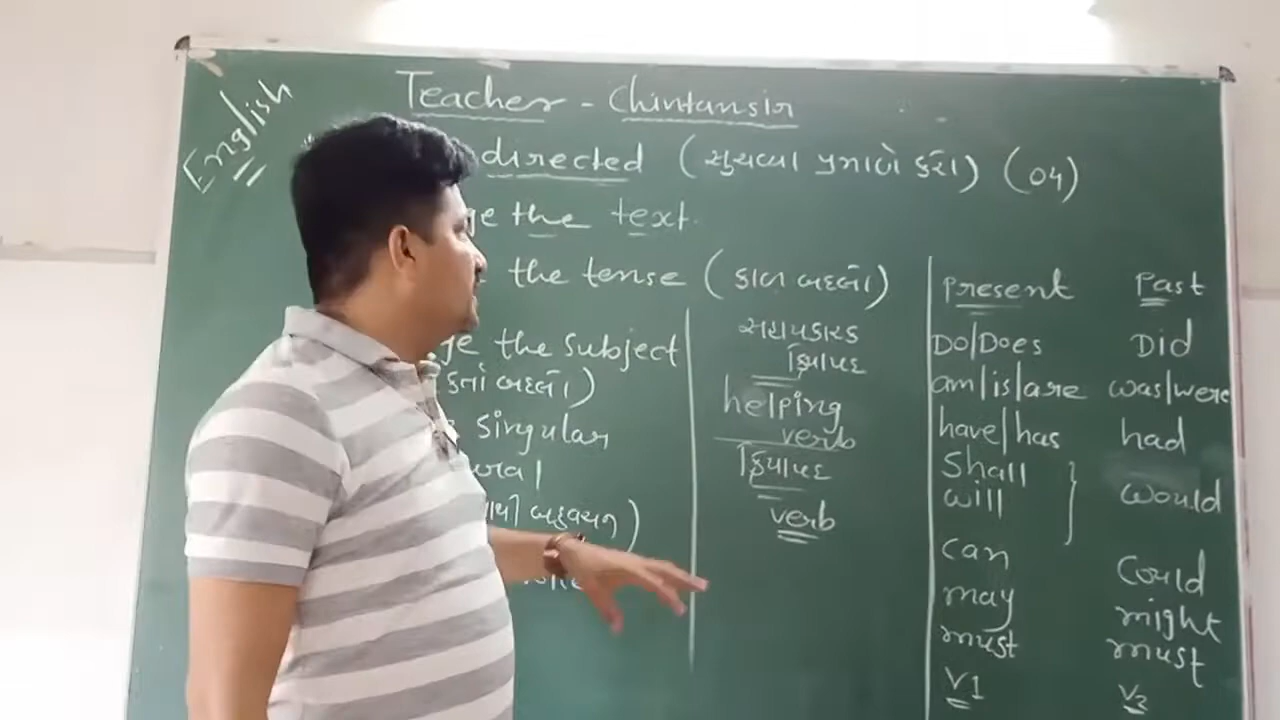 English
Teacher - Chintansir
directed (સુચવ્યા પ્રમાણે કરો) (04)
the text.
the tense (કાળ બદલો)
the subject
કર્તા બદલો)
singular
બહુવચન)
સહાયકારક
ક્રિયાપદ
helping
verb
ક્રિયાપદ
verb
present Past
Do/Does Did
am/is/are was/were
have/has had
Shall
will would
can Could
may might
must must
V1